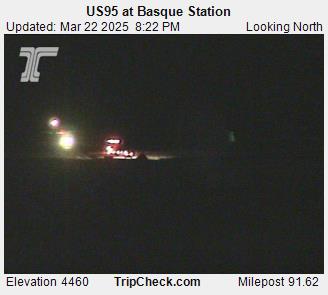 US95 at Basque Station
Updated: Mar 22 2025 8:22 PM Looking North
Elevation 4460 TripCheck.com Milepost 91.62